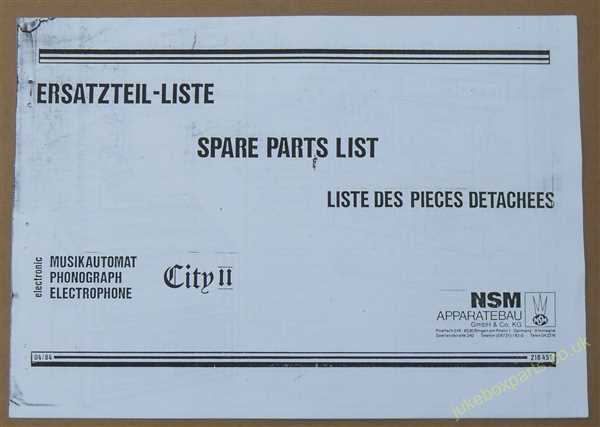 ERSATZTEIL-LISTE
SPARE PARTS LIST
LISTE DES PIECES DETACHEES
electronic
MUSIKAUTOMAT
PHONOGRAPH
ELECTROPHONE
City II
NSM
APPARATEBAU
GmbH & Co. KG
04/84
218 451
jukeboxparts.co.uk